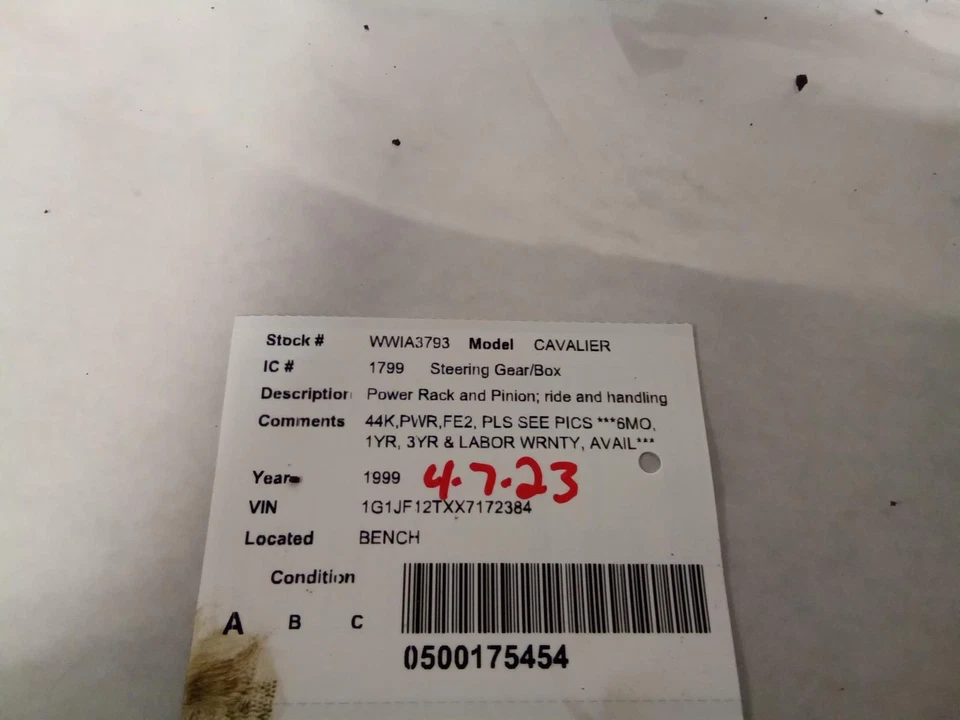 Stock # WWIA3793 Model CAVALIER
IC # 1799 Steering Gear/Box
Description Power Rack and Pinion; ride and handling
Comments 44K,PWR,FE2, PLS SEE PICS ***6MO,
1YR, 3YR & LABOR WRNTY, AVAIL***
Year 1999 4-7-23
VIN 1G1JF12TXX7172384
Located BENCH
Condition
A B C
0500175454